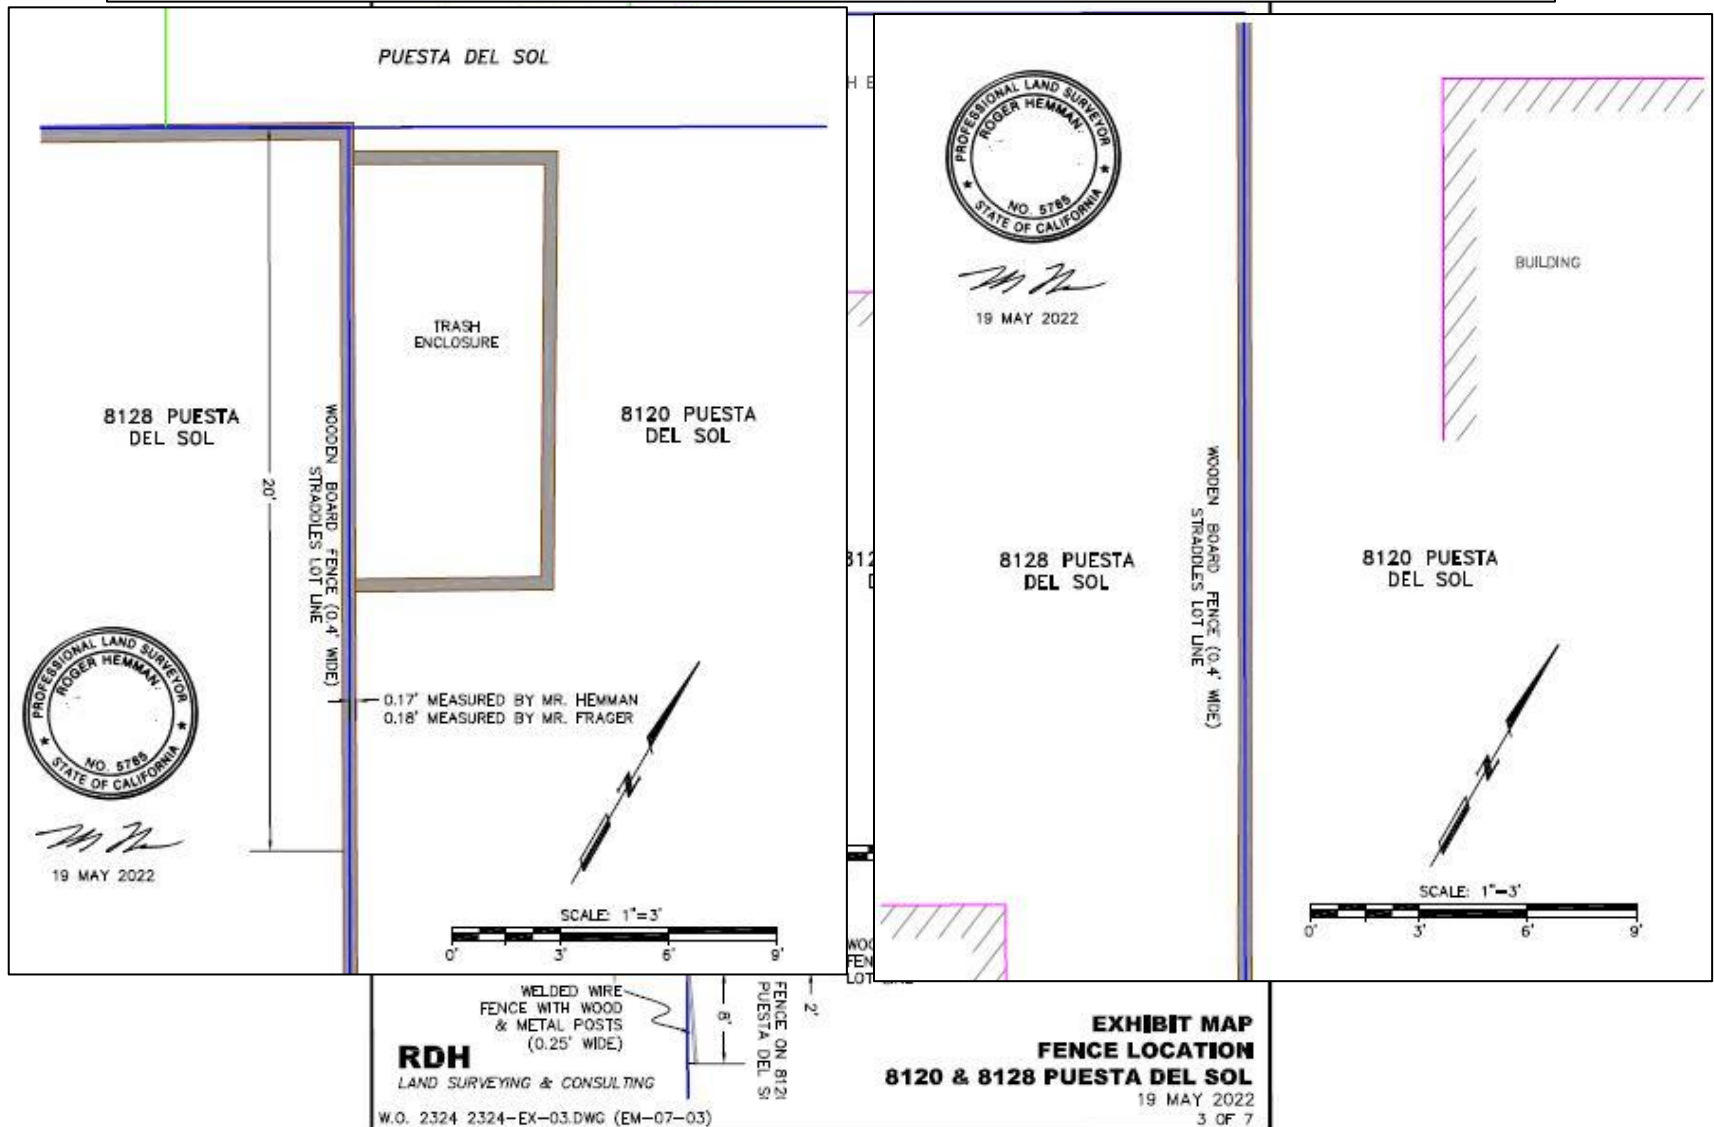 PUESTA DEL SOL
TRASH
ENCLOSURE
8128 PUESTA
DEL SOL
8120 PUESTA
DEL SOL
20'
WOODEN BOARD FENCE (0.4' WIDE)
STRADDLES LOT LINE
0.17' MEASURED BY MR. HEMMAN
0.18' MEASURED BY MR. FRAGER
PROFESSIONAL LAND SURVEYOR
ROGER HEMMAN
NO. 5785
STATE OF CALIFORNIA
19 MAY 2022
N
SCALE: 1"=3'
0' 3' 6' 9'
PROFESSIONAL LAND SURVEYOR
ROGER HEMMAN
NO. 5785
STATE OF CALIFORNIA
19 MAY 2022
BUILDING
WOODEN BOARD FENCE (0.4' WIDE)
STRADDLES LOT LINE
8128 PUESTA
DEL SOL
8120 PUESTA
DEL SOL
N
SCALE: 1"=3'
0' 3' 6' 9'
WELDED WIRE
FENCE WITH WOOD
& METAL POSTS
(0.25' WIDE)
8'
FENCE ON
PUESTA DEL
2'
RDH
LAND SURVEYING & CONSULTING
W.O. 2324 2324-EX-03.DWG (EM-07-03)
EXHIBIT MAP
FENCE LOCATION
8120 & 8128 PUESTA DEL SOL
19 MAY 2022
3 OF 7